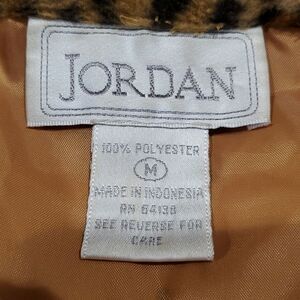 JORDAN
100% POLYESTER
M
MADE IN INDONESIA
RN 64138
SEE REVERSE FOR
CARE